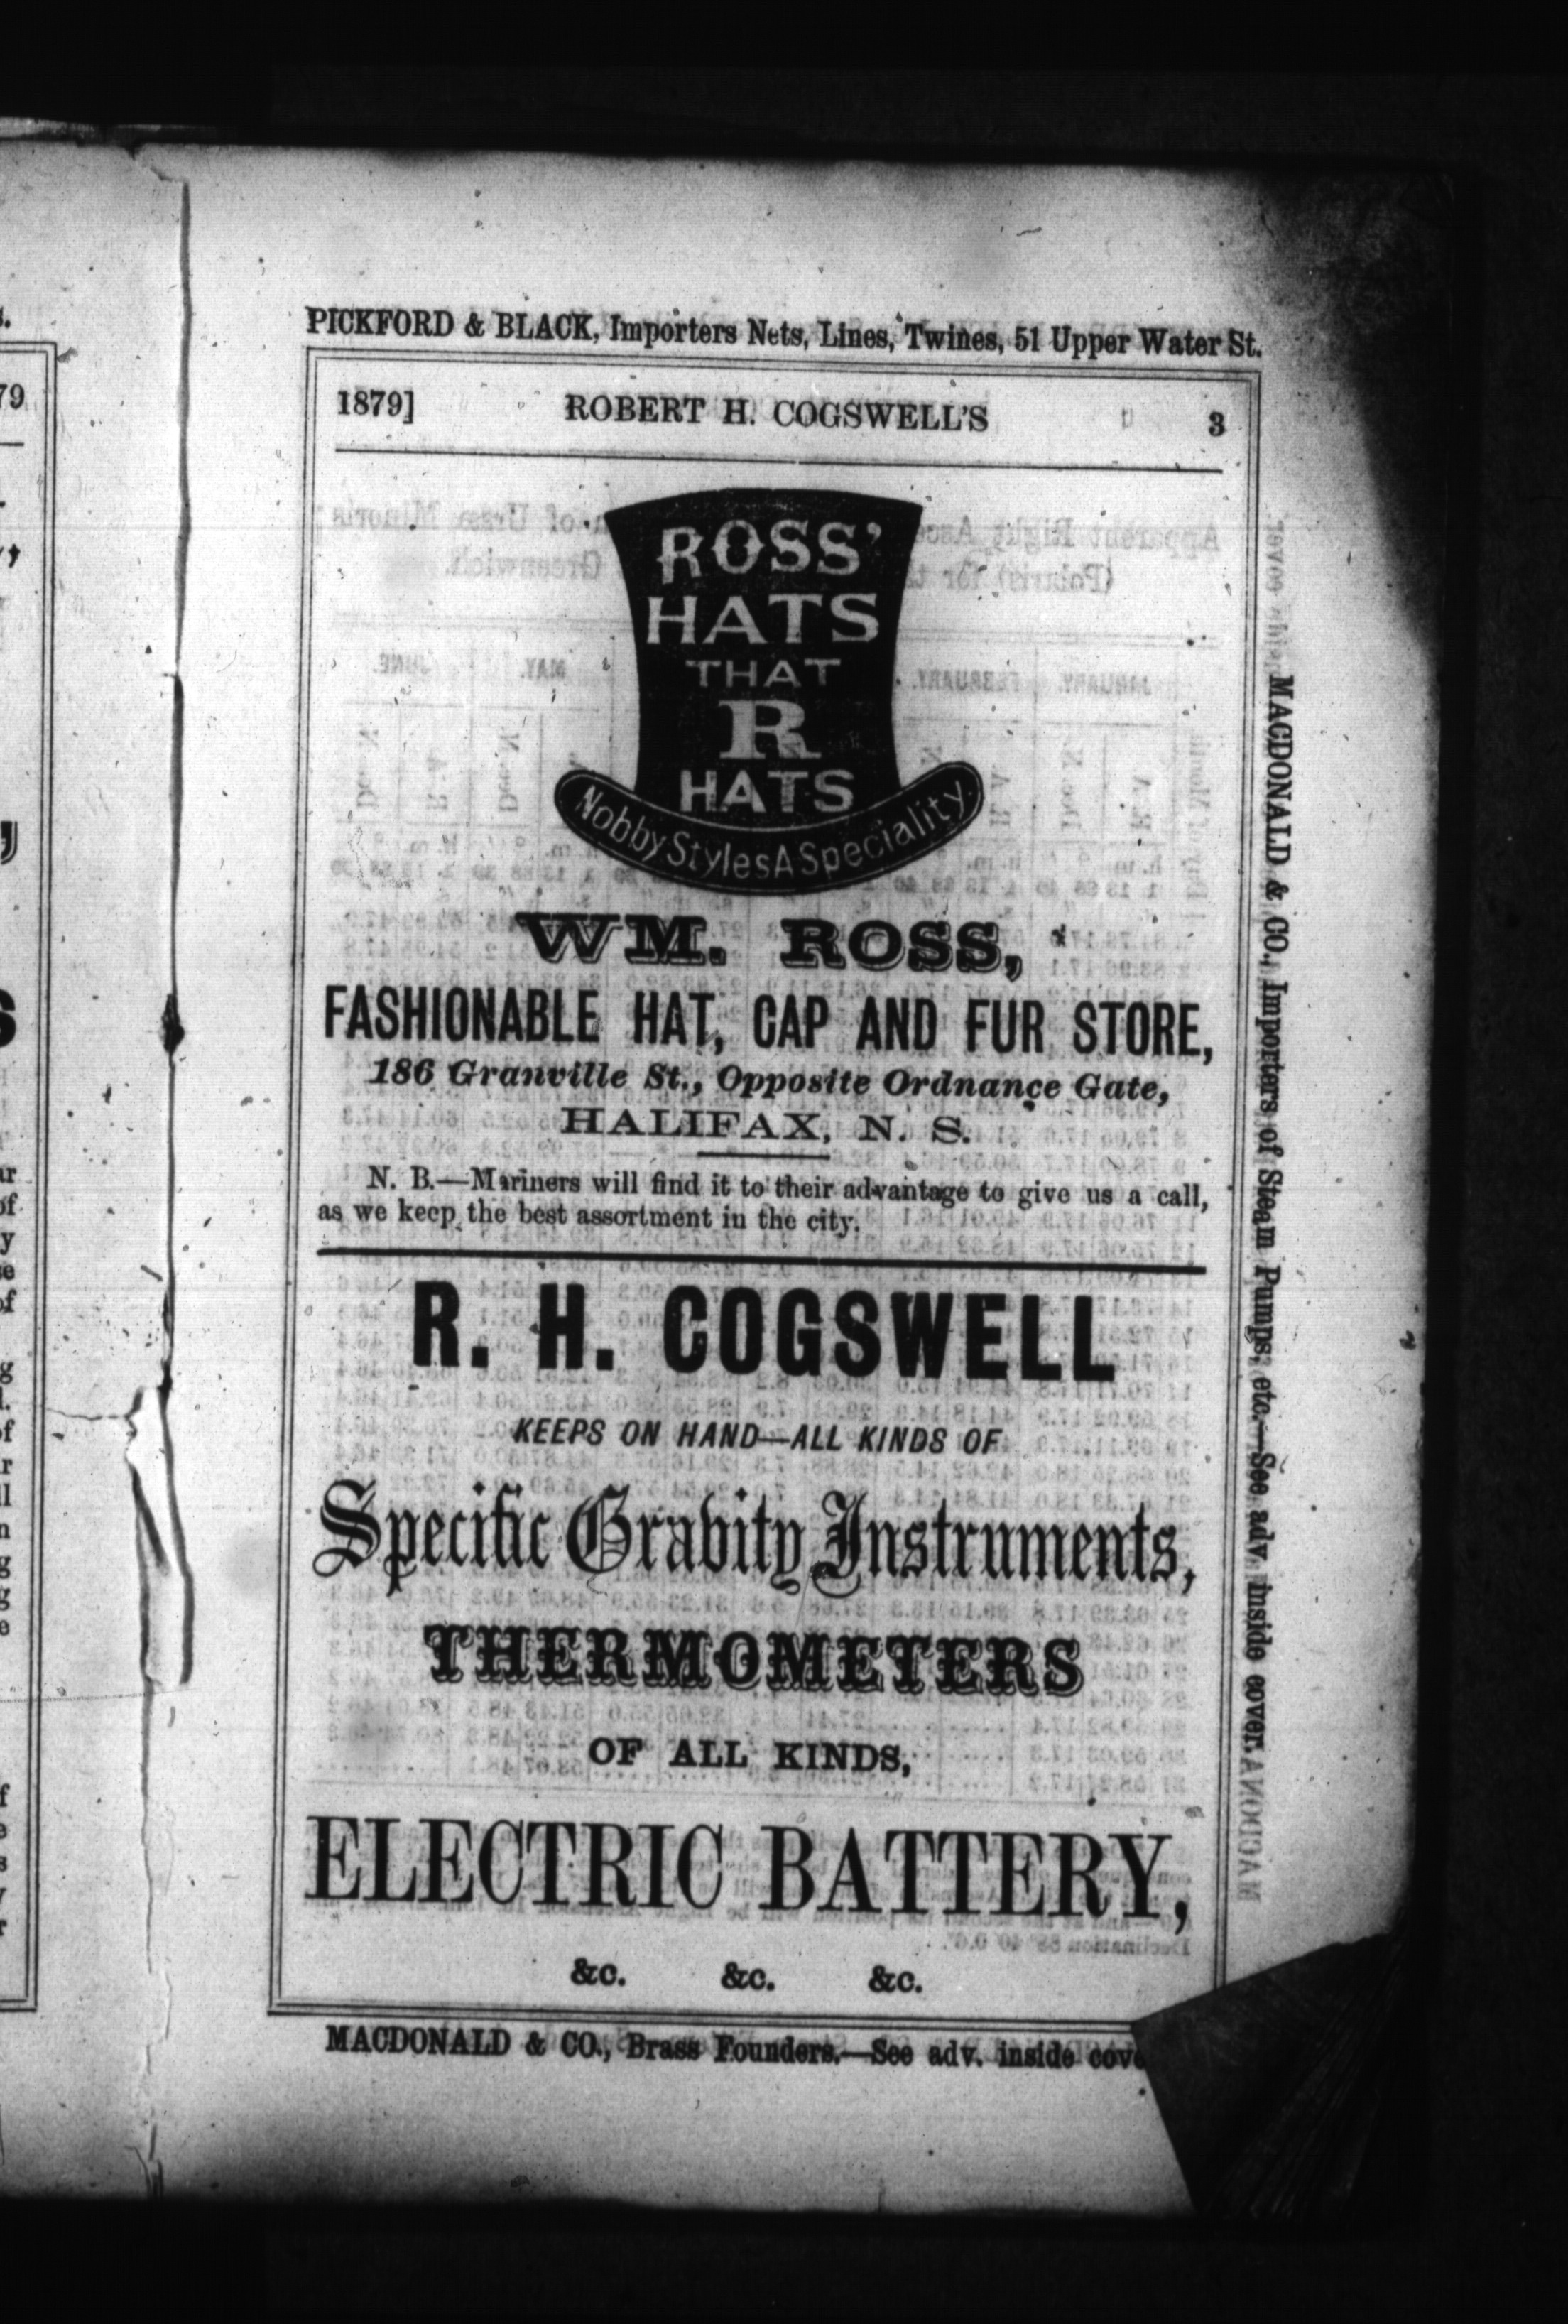 PICKFORD & BLACK, Importers Nets, Lines, Twines, 51 Upper Water St.
1879] ROBERT H. COGSWELL'S 3
ROSS'
HATS
THAT
R
HATS
Nobby Styles A Speciality.
WM. ROSS,
FASHIONABLE HAT, CAP AND FUR STORE,
186 Granville St., Opposite Ordnance Gate,
HALIFAX, N. S.
N. B.—Mariners will find it to their advantage to give us a call,
as we keep the best assortment in the city.
R. H. COGSWELL
KEEPS ON HAND—ALL KINDS OF
Specific Gravity Instruments,
THERMOMETERS
OF ALL KINDS,
ELECTRIC BATTERY,
&c. &c. &c.
MACDONALD & CO., Brass Founders.—See adv. inside cove
MACDONALD & CO., Importers of Steam Pumps, etc.—See adv. inside cover.